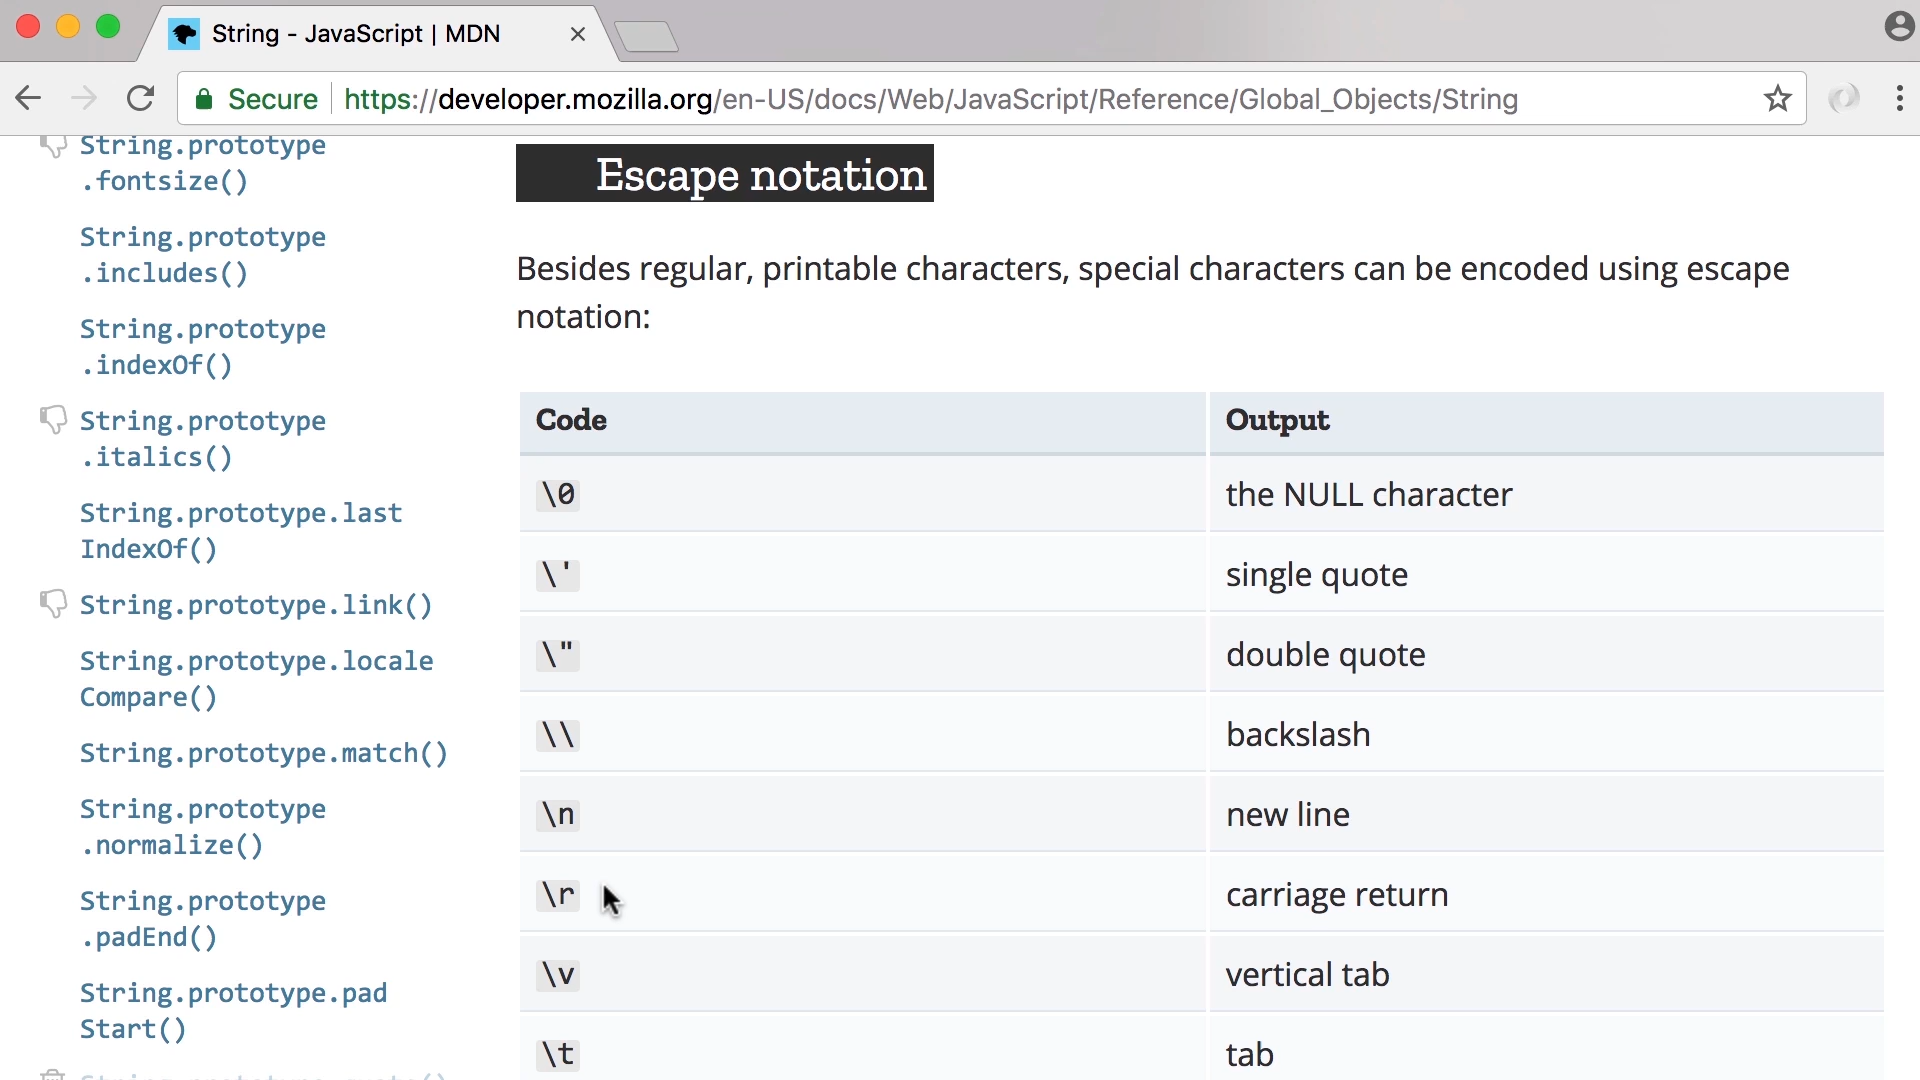 String - JavaScript | MDN
Secure https://developer.mozilla.org/en-US/docs/Web/JavaScript/Reference/Global_Objects/String
String.prototype
.fontsize()
String.prototype
.includes()
String.prototype
.indexOf()
String.prototype
.italics()
String.prototype.last
IndexOf()
String.prototype.link()
String.prototype.locale
Compare()
String.prototype.match()
String.prototype
.normalize()
String.prototype
.padEnd()
String.prototype.pad
Start()
Escape notation
Besides regular, printable characters, special characters can be encoded using escape
notation:
Code Output
\0 the NULL character
\' single quote
\" double quote
\\ backslash
\n new line
\r carriage return
\v vertical tab
\t tab